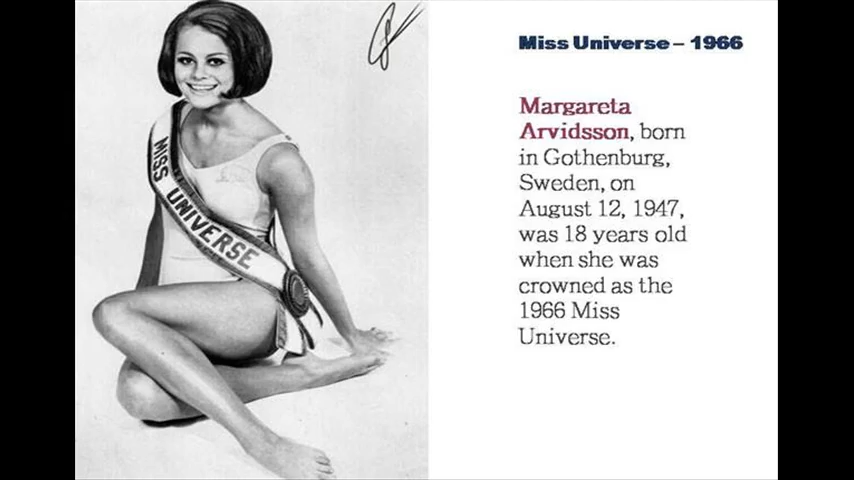 MISS UNIVERSE
Miss Universe – 1966
Margareta
Arvidsson, born
in Gothenburg,
Sweden, on
August 12, 1947,
was 18 years old
when she was
crowned as the
1966 Miss
Universe.